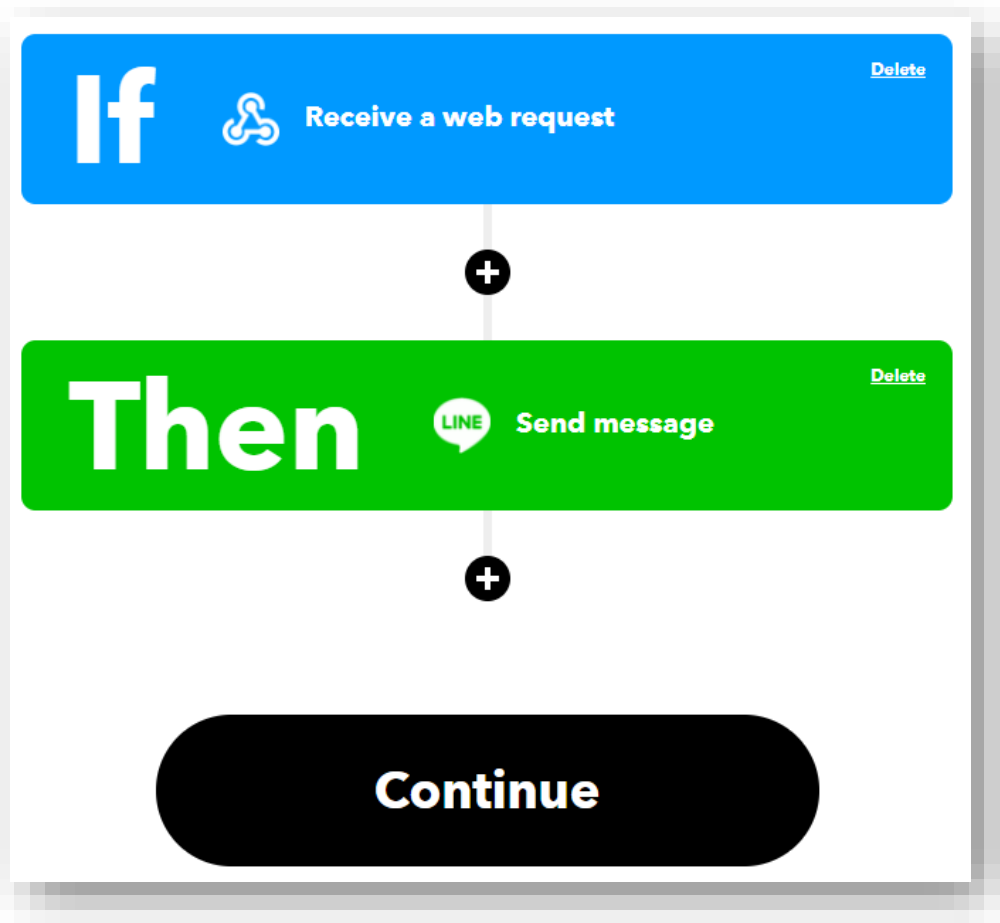 If
Receive a web request
Delete
Then
LINE
Send message
Delete
Continue